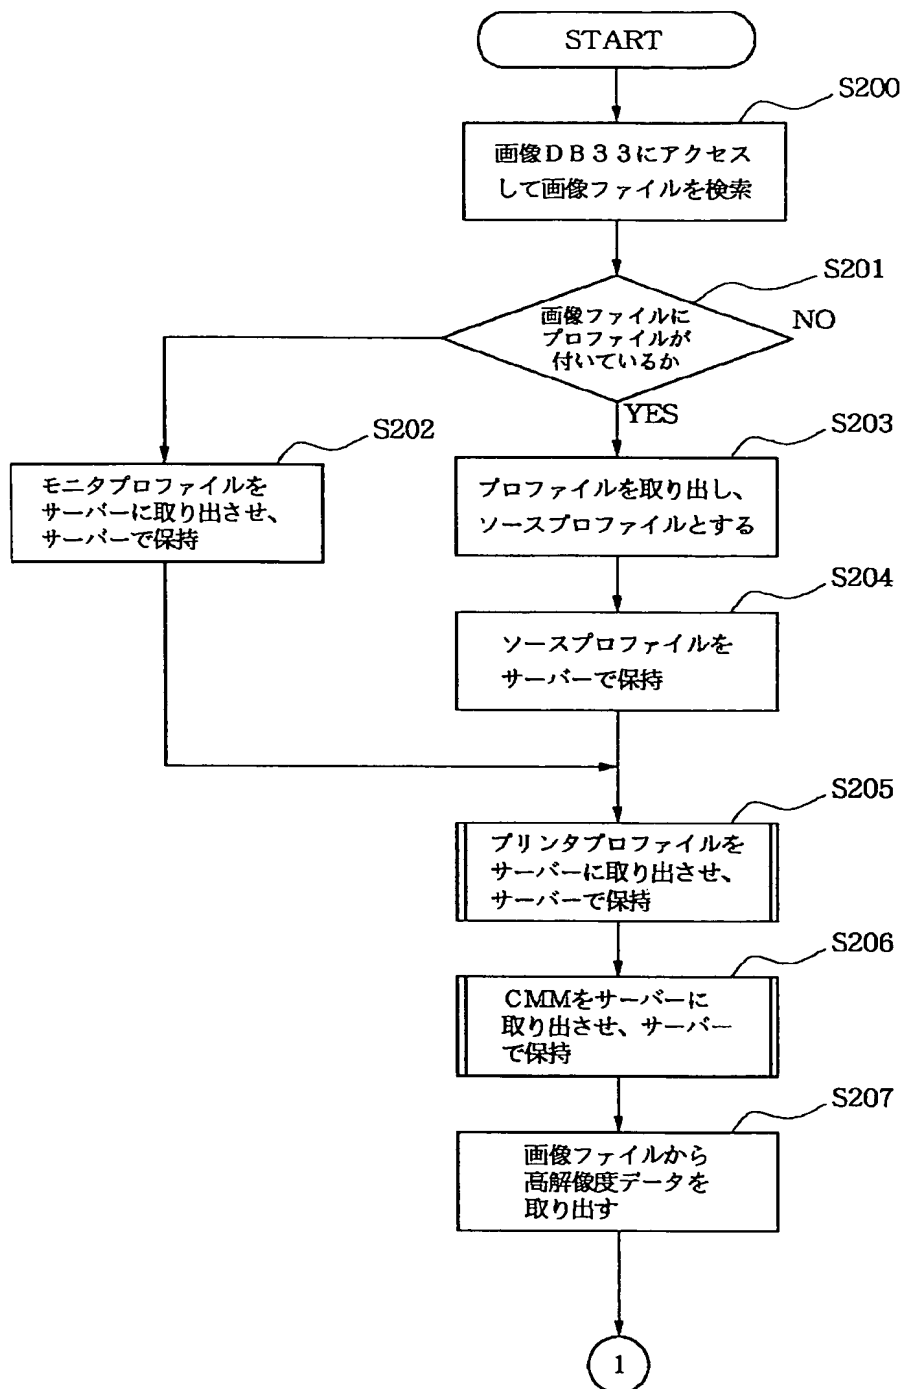 START
S200
画像DB33にアクセス
して画像ファイルを検索
S201
画像ファイルに
プロファイルが
付いているか
NO
YES
S202
モニタプロファイルを
サーバーに取り出させ、
サーバーで保持
S203
プロファイルを取り出し、
ソースプロファイルとする
S204
ソースプロファイルを
サーバーで保持
S205
プリンタプロファイルを
サーバーに取り出させ、
サーバーで保持
S206
CMMをサーバーに
取り出させ、サーバー
で保持
S207
画像ファイルから
高解像度データを
取り出す
1